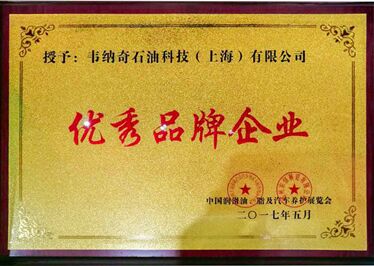 授予：韦纳奇石油科技（上海）有限公司
优秀品牌企业
中国润滑油、脂及汽车养护展览会
二〇一七年五月